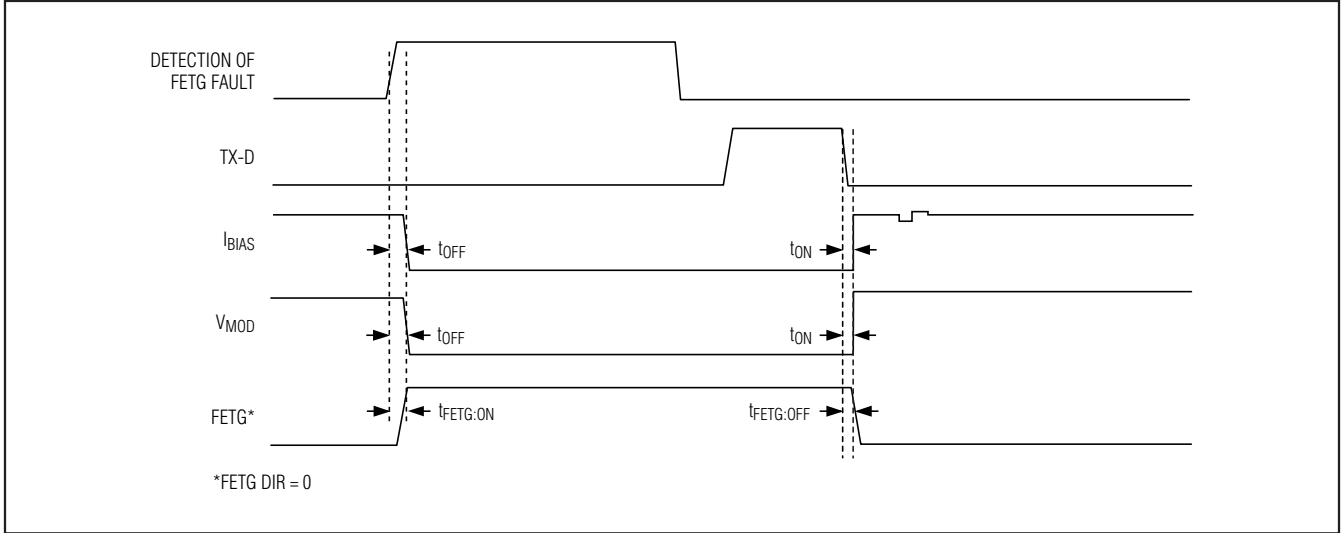 DETECTION OF
FETG FAULT
TX-D
IBIAS
tOFF
tON
VMOD
tOFF
tON
FETG*
tFETG:ON
tFETG:OFF
*FETG DIR = 0